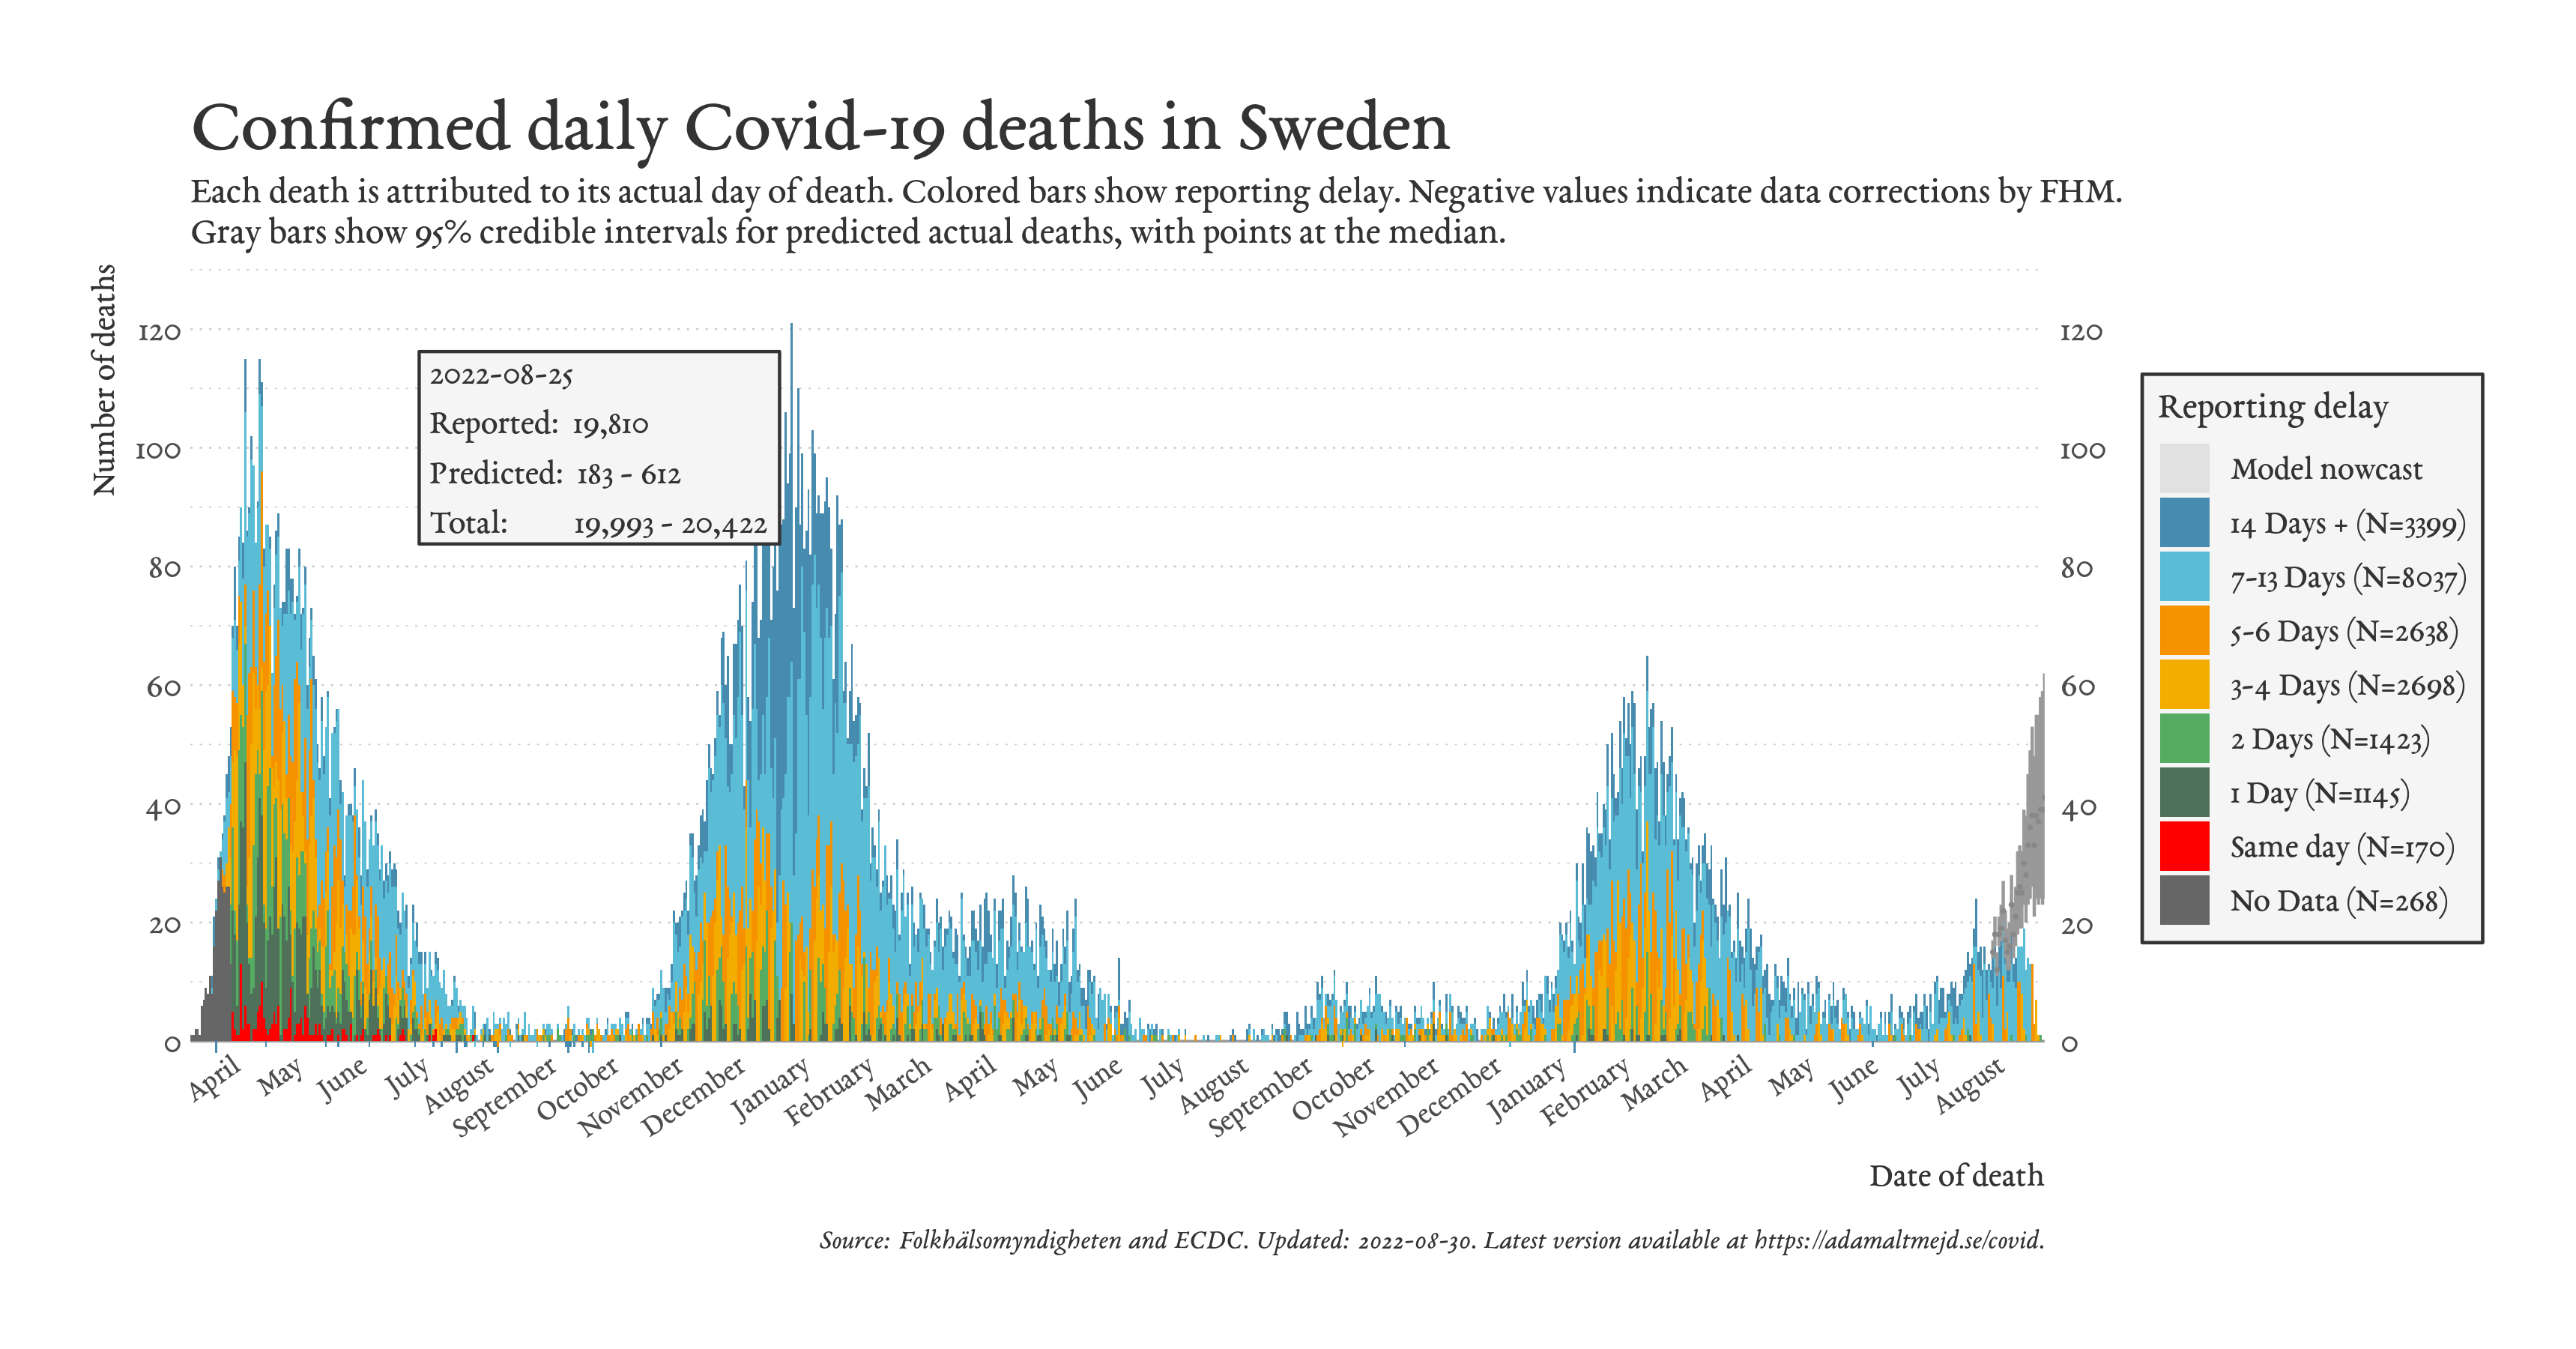 Confirmed daily Covid-19 deaths in Sweden
Each death is attributed to its actual day of death. Colored bars show reporting delay. Negative values indicate data corrections by FHM.
Gray bars show 95% credible intervals for predicted actual deaths, with points at the median.
Number of deaths
120
100
80
60
40
20
0
2022-08-25
Reported: 19,810
Predicted: 183 - 612
Total: 19,993 - 20,422
120
100
80
60
40
20
0
Reporting delay
Model nowcast
14 Days + (N=3399)
7-13 Days (N=8037)
5-6 Days (N=2638)
3-4 Days (N=2698)
2 Days (N=1423)
1 Day (N=1145)
Same day (N=170)
No Data (N=268)
April May June July August September October November December January February March April May June July August September October November December January February March April May June July August
Date of death
Source: Folkhälsomyndigheten and ECDC. Updated: 2022-08-30. Latest version available at https://adamaltmejd.se/covid.